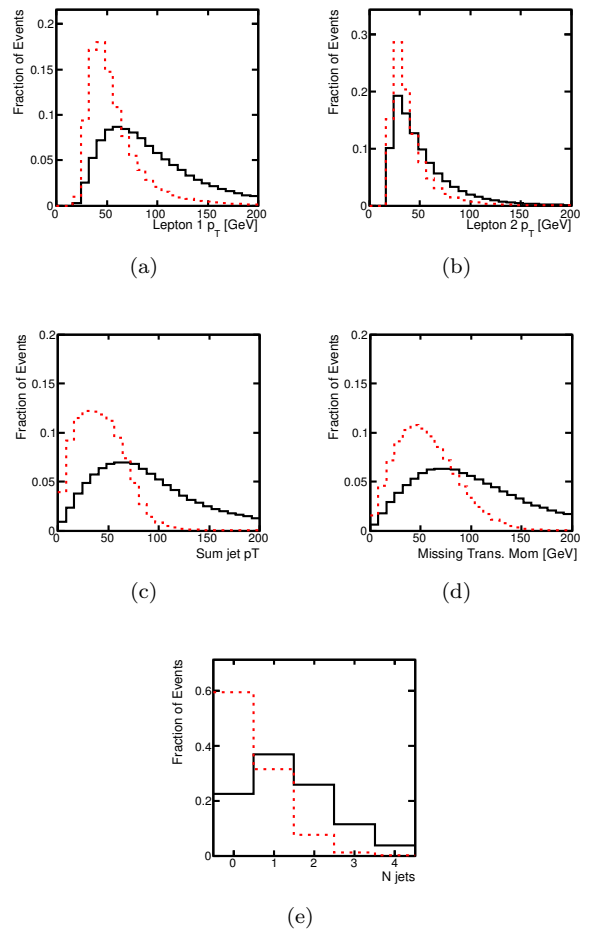 Fraction of Events
0.2
0.15
0.1
0.05
0
0 50 100 150 200
Lepton 1 p_T [GeV]
(a)
Fraction of Events
0.3
0.2
0.1
0
0 50 100 150 200
Lepton 2 p_T [GeV]
(b)
Fraction of Events
0.2
0.15
0.1
0.05
0
0 50 100 150 200
Sum jet pT
(c)
Fraction of Events
0.2
0.15
0.1
0.05
0
0 50 100 150 200
Missing Trans. Mom [GeV]
(d)
Fraction of Events
0.6
0.4
0.2
0
0 1 2 3 4
N jets
(e)